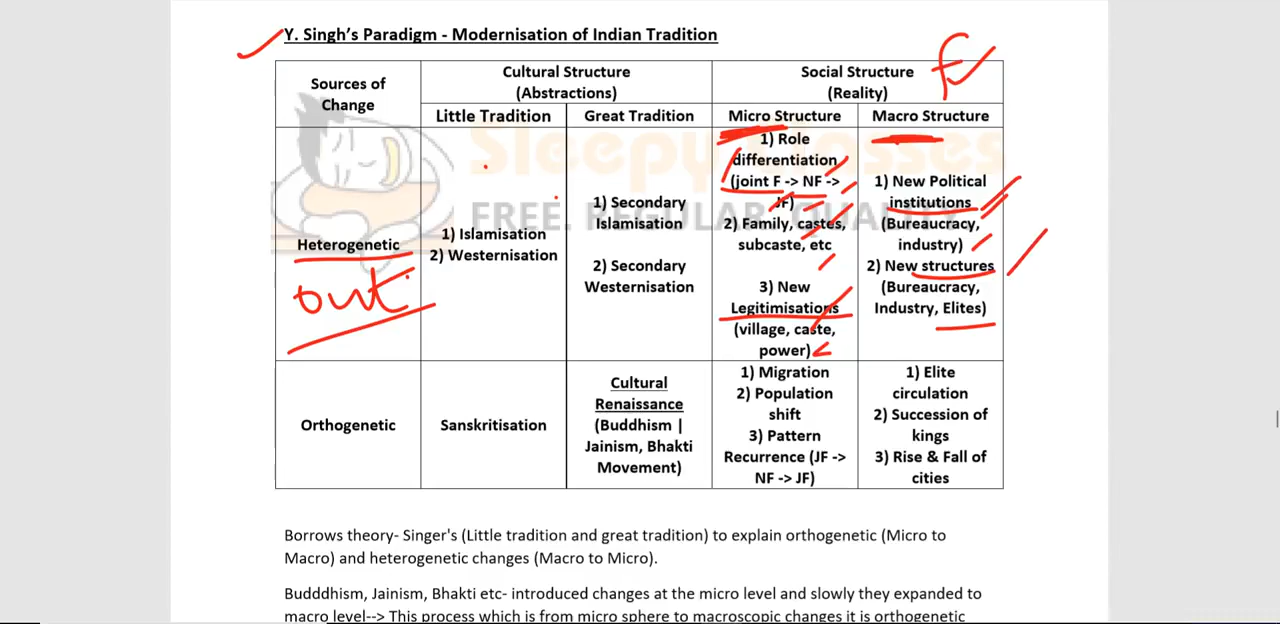 Y. Singh's Paradigm - Modernisation of Indian Tradition
Sources of
Change
Cultural Structure
(Abstractions)
Social Structure
(Reality)
Little Tradition
Great Tradition
Micro Structure
Macro Structure
Heterogenetic
out
1) Islamisation
2) Westernisation
1) Secondary
Islamisation
2) Secondary
Westernisation
1) Role
differentiation
(joint F -> NF ->
JF)
2) Family, castes,
subcaste, etc
3) New
Legitimisations
(village, caste,
power)
1) New Political
institutions
(Bureaucracy,
industry)
2) New structures
(Bureaucracy,
Industry, Elites)
Orthogenetic
Sanskritisation
Cultural
Renaissance
(Buddhism |
Jainism, Bhakti
Movement)
1) Migration
2) Population
shift
3) Pattern
Recurrence (JF ->
NF -> JF)
1) Elite
circulation
2) Succession of
kings
3) Rise & Fall of
cities
Sleepy Classes
FREE. REGULAR. QUALITY
Borrows theory- Singer's (Little tradition and great tradition) to explain orthogenetic (Micro to
Macro) and heterogenetic changes (Macro to Micro).
Budddhism, Jainism, Bhakti etc- introduced changes at the micro level and slowly they expanded to
macro level--> This process which is from micro sphere to macroscopic changes it is orthogenetic